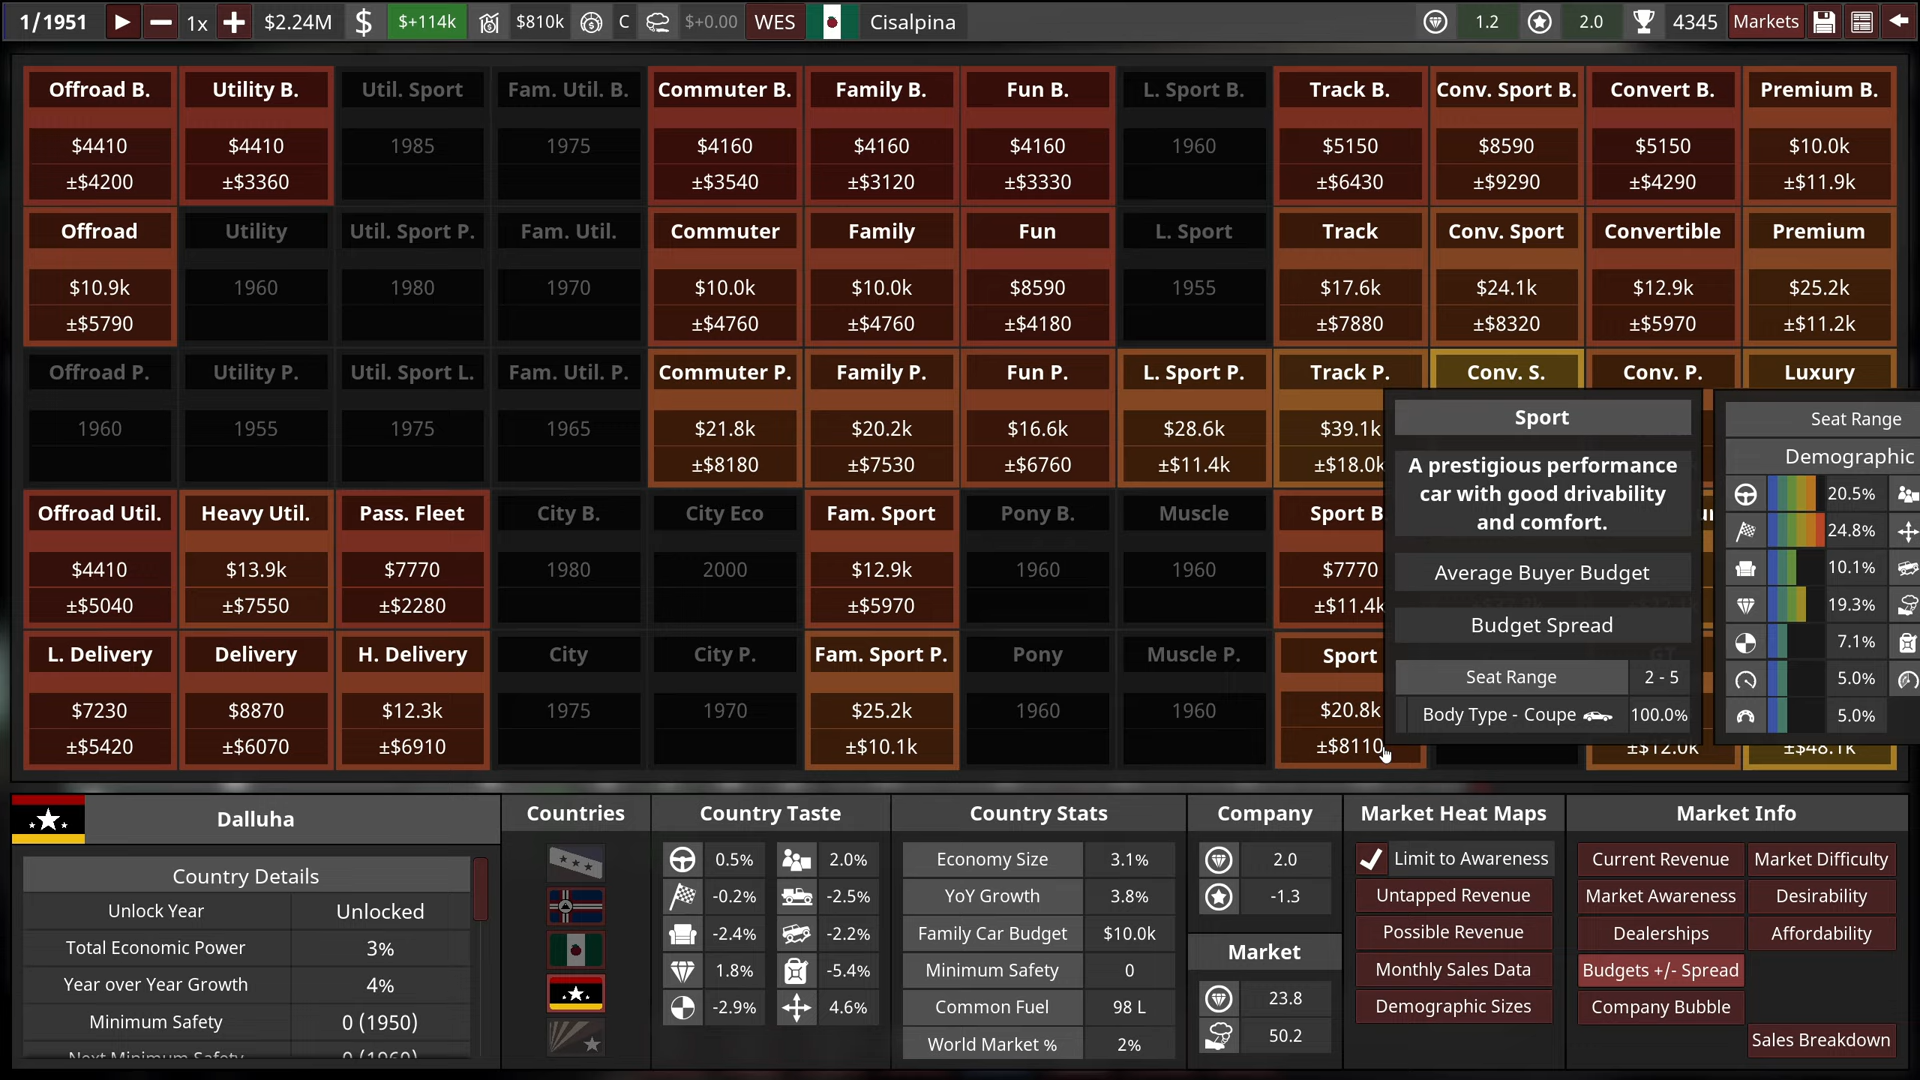 1/1951 1x $2.24M $+114k $810k C $+0.00 WES Cisalpina 1.2 2.0 4345 Markets
Offroad B. Utility B. Util. Sport Fam. Util. B. Commuter B. Family B. Fun B. L. Sport B. Track B. Conv. Sport B. Convert B. Premium B.
$4410 $4410 1985 1975 $4160 $4160 $4160 1960 $5150 $8590 $5150 $10.0k
±$4200 ±$3360 ±$3540 ±$3120 ±$3330 ±$6430 ±$9290 ±$4290 ±$11.9k
Offroad Utility Util. Sport P. Fam. Util. Commuter Family Fun L. Sport Track Conv. Sport Convertible Premium
$10.9k 1960 1980 1970 $10.0k $10.0k $8590 1955 $17.6k $24.1k $12.9k $25.2k
±$5790 ±$4760 ±$4760 ±$4180 ±$7880 ±$8320 ±$5970 ±$11.2k
Offroad P. Utility P. Util. Sport L. Fam. Util. P. Commuter P. Family P. Fun P. L. Sport P. Track P. Conv. S. Conv. P. Luxury
1960 1955 1975 1965 $21.8k $20.2k $16.6k $28.6k $39.1k
±$8180 ±$7530 ±$6760 ±$11.4k ±$18.0k
Offroad Util. Heavy Util. Pass. Fleet City B. City Eco Fam. Sport Pony B. Muscle Sport B
$4410 $13.9k $7770 1980 2000 $12.9k 1960 1960 $7770
±$5040 ±$7550 ±$2280 ±$5970 ±$11.4k
L. Delivery Delivery H. Delivery City City P. Fam. Sport P. Pony Muscle P. Sport
$7230 $8870 $12.3k 1975 1970 $25.2k 1960 1960 $20.8k
±$5420 ±$6070 ±$6910 ±$10.1k ±$8110 ±$12.0k ±$48.1k
Sport
A prestigious performance
car with good drivability
and comfort.
Average Buyer Budget
Budget Spread
Seat Range 2 - 5
Body Type - Coupe 100.0%
Seat Range
Demographic
20.5%
24.8%
10.1%
19.3%
7.1%
5.0%
5.0%
Dalluha
Country Details
Unlock Year Unlocked
Total Economic Power 3%
Year over Year Growth 4%
Minimum Safety 0 (1950)
Next Minimum Safety 0 (1960)
Countries
Country Taste
0.5% 2.0%
-0.2% -2.5%
-2.4% -2.2%
1.8% -5.4%
-2.9% 4.6%
Country Stats
Economy Size 3.1%
YoY Growth 3.8%
Family Car Budget $10.0k
Minimum Safety 0
Common Fuel 98 L
World Market % 2%
Company
2.0
-1.3
Market
23.8
50.2
Market Heat Maps
Limit to Awareness
Untapped Revenue
Possible Revenue
Monthly Sales Data
Demographic Sizes
Market Info
Current Revenue Market Difficulty
Market Awareness Desirability
Dealerships Affordability
Budgets +/- Spread
Company Bubble
Sales Breakdown